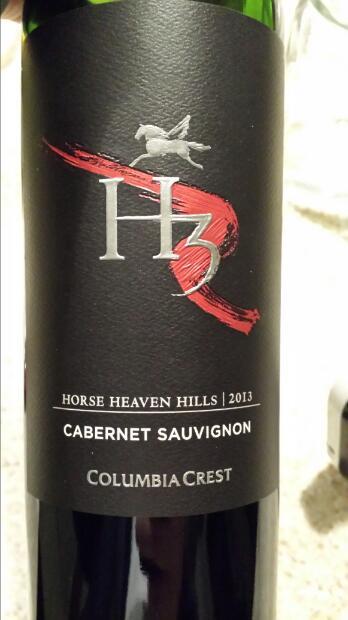 H3
HORSE HEAVEN HILLS | 2013
CABERNET SAUVIGNON
COLUMBIA CREST